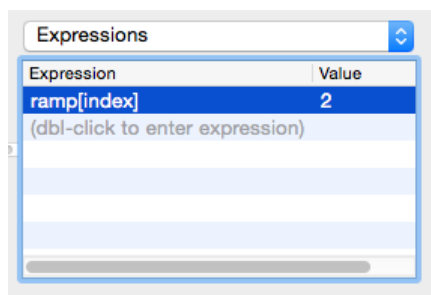 Expressions
Expression Value
ramp[index] 2
(dbl-click to enter expression)